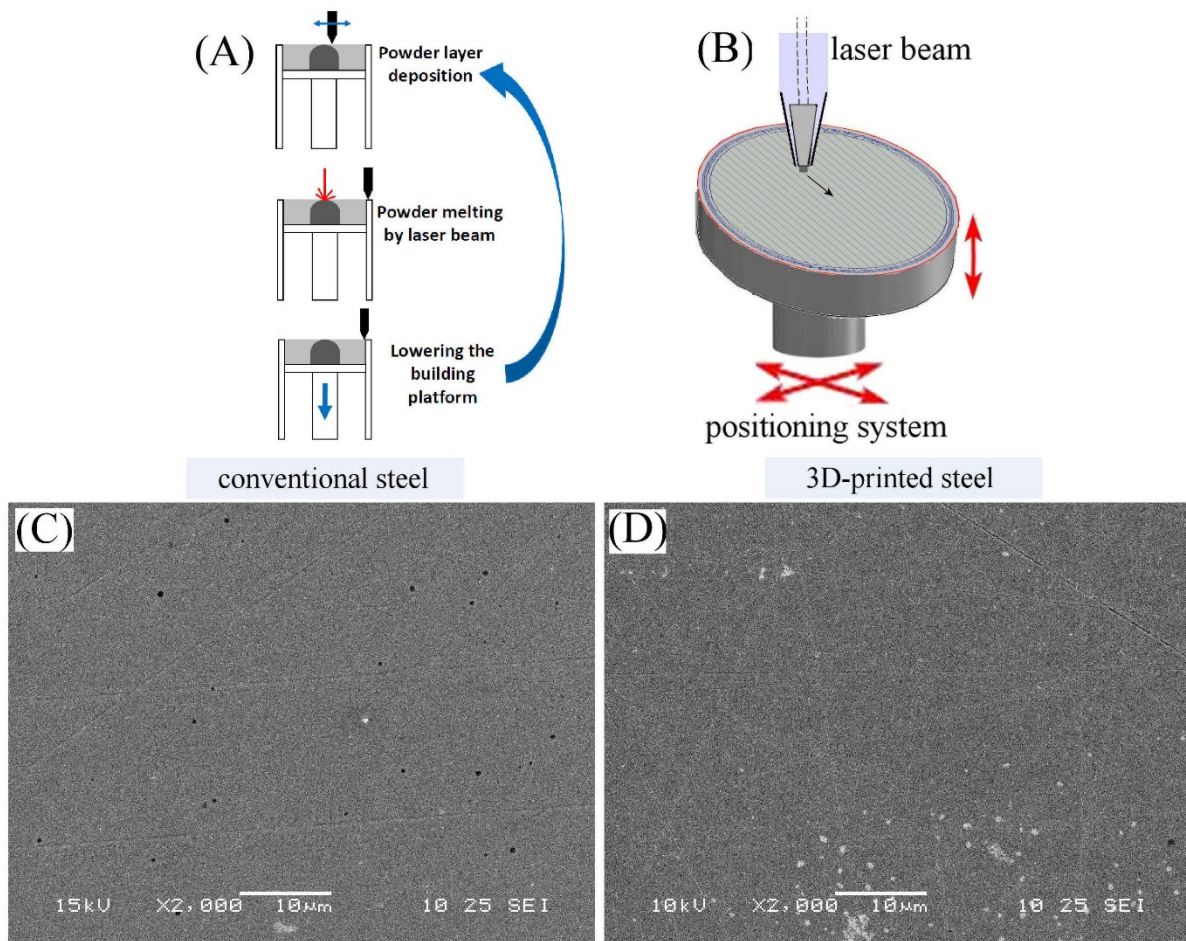 (A)
Powder layer
deposition
Powder melting
by laser beam
Lowering the
building
platform
(B)
laser beam
positioning system
conventional steel
3D-printed steel
(C)
15kV X2,000 10µm 10 25 SEI
(D)
10kV X2,000 10µm 10 25 SEI